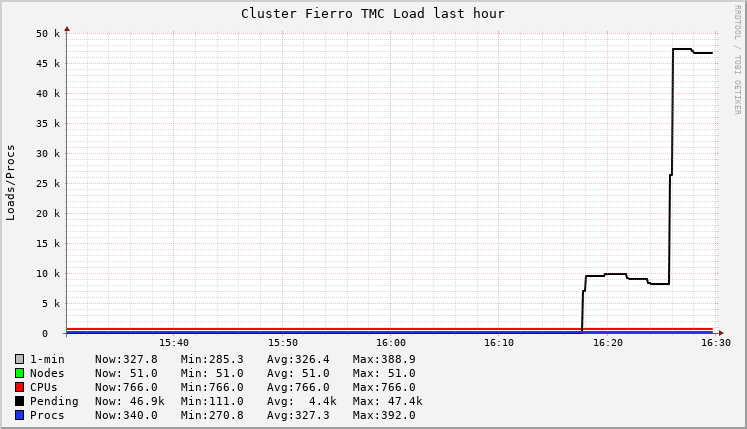 Cluster Fierro TMC Load last hour
RRDTOOL / TOBI OETIKER
Loads/Procs
50 k
45 k
40 k
35 k
30 k
25 k
20 k
15 k
10 k
5 k
0
15:40 15:50 16:00 16:10 16:20 16:30
1-min Now:327.8 Min:285.3 Avg:326.4 Max:388.9
Nodes Now: 51.0 Min: 51.0 Avg: 51.0 Max: 51.0
CPUs Now:766.0 Min:766.0 Avg:766.0 Max:766.0
Pending Now: 46.9k Min:111.0 Avg: 4.4k Max: 47.4k
Procs Now:340.0 Min:270.8 Avg:327.3 Max:392.0